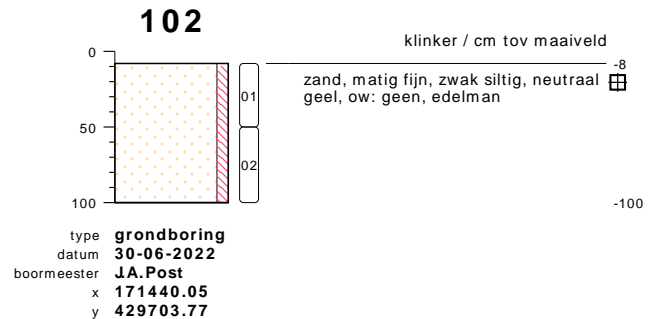 102
klinker / cm tov maaiveld
0
-8
zand, matig fijn, zwak siltig, neutraal
geel, ow: geen, edelman
01
50
02
100
-100
type grondboring
datum 30-06-2022
boormeester J.A.Post
x 171440.05
y 429703.77